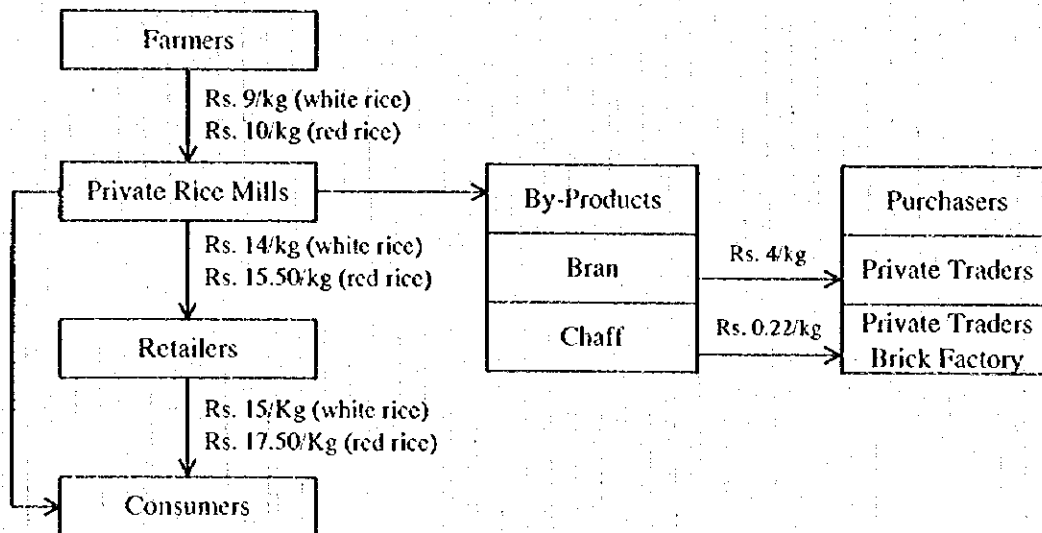 Farmers
Rs. 9/kg (white rice)
Rs. 10/kg (red rice)
Private Rice Mills
Rs. 14/kg (white rice)
Rs. 15.50/kg (red rice)
Retailers
Rs. 15/Kg (white rice)
Rs. 17.50/Kg (red rice)
Consumers
By-Products
Bran
Chaff
Rs. 4/kg
Rs. 0.22/kg
Purchasers
Private Traders
Private Traders
Brick Factory